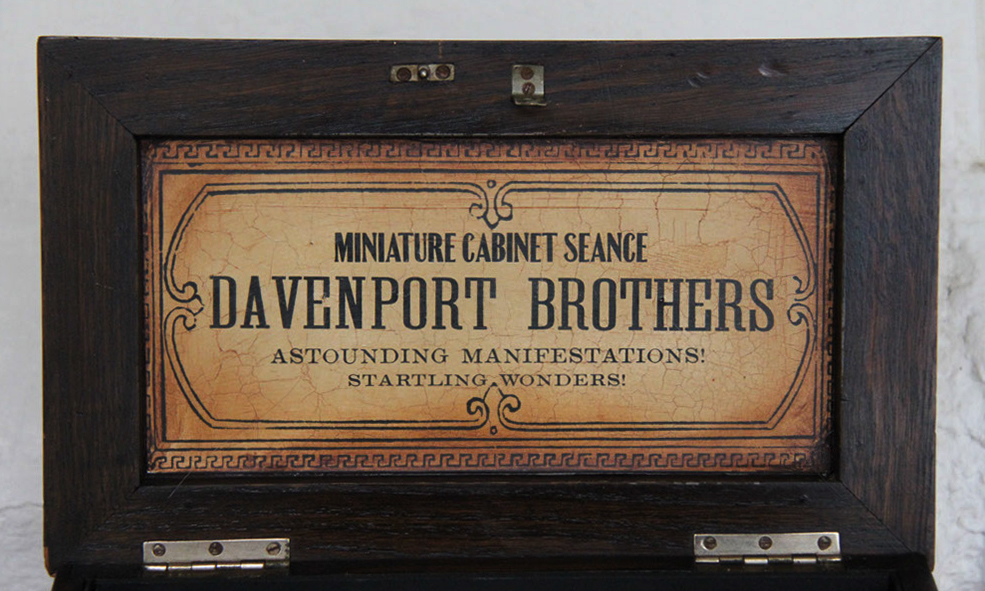 MINIATURE CABINET SEANCE
DAVENPORT BROTHERS
ASTOUNDING MANIFESTATIONS!
STARTLING WONDERS!